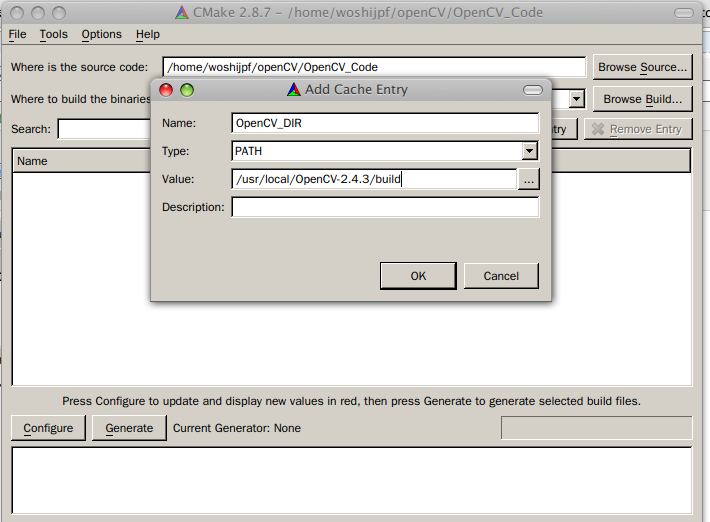 CMake 2.8.7 - /home/woshijpf/openCV/OpenCV_Code
File Tools Options Help
Where is the source code: /home/woshijpf/openCV/OpenCV_Code Browse Source...
Where to build the binaries Browse Build...
Search: try Remove Entry
Name
Add Cache Entry
Name: OpenCV_DIR
Type: PATH
Value: /usr/local/OpenCV-2.4.3/build ...
Description:
OK Cancel
Press Configure to update and display new values in red, then press Generate to generate selected build files.
Configure Generate Current Generator: None